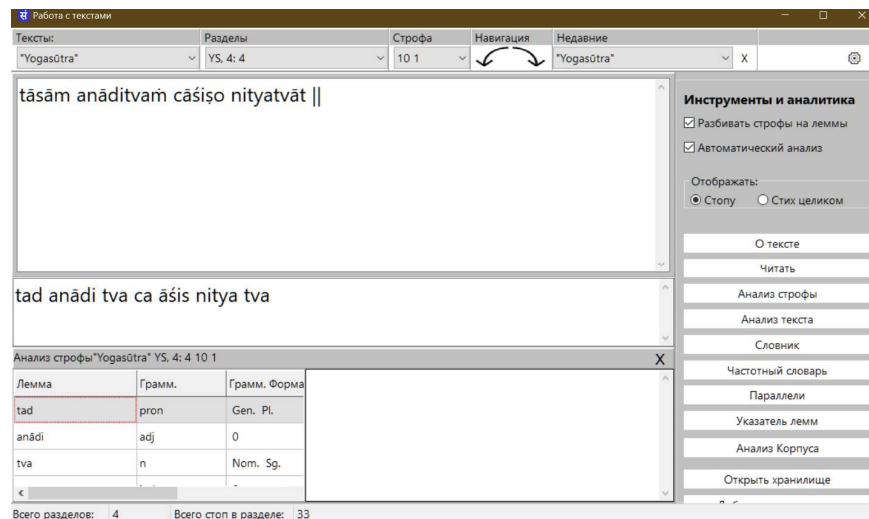 Работа с текстами
Тексты: Разделы Строфа Навигация Недавние
"Yogasūtra" YS, 4: 4 10 1 "Yogasūtra" X
tāsām anāditvaṁ cāśiṣo nityatvāt ||
Инструменты и аналитика
Разбивать строфы на леммы
Автоматический анализ
Отображать:
Стопу Стих целиком
О тексте
Читать
Анализ строфы
Анализ текста
Словник
Частотный словарь
Параллели
Указатель лемм
Анализ Корпуса
Открыть хранилище
tad anādi tva ca āśis nitya tva
Анализ строфы"Yogasūtra" YS, 4: 4 10 1 X
Лемма Грамм. Грамм. Форма
tad pron Gen. Pl.
anādi adj 0
tva n Nom. Sg.
Всего разделов: 4 Всего стоп в разделе: 33